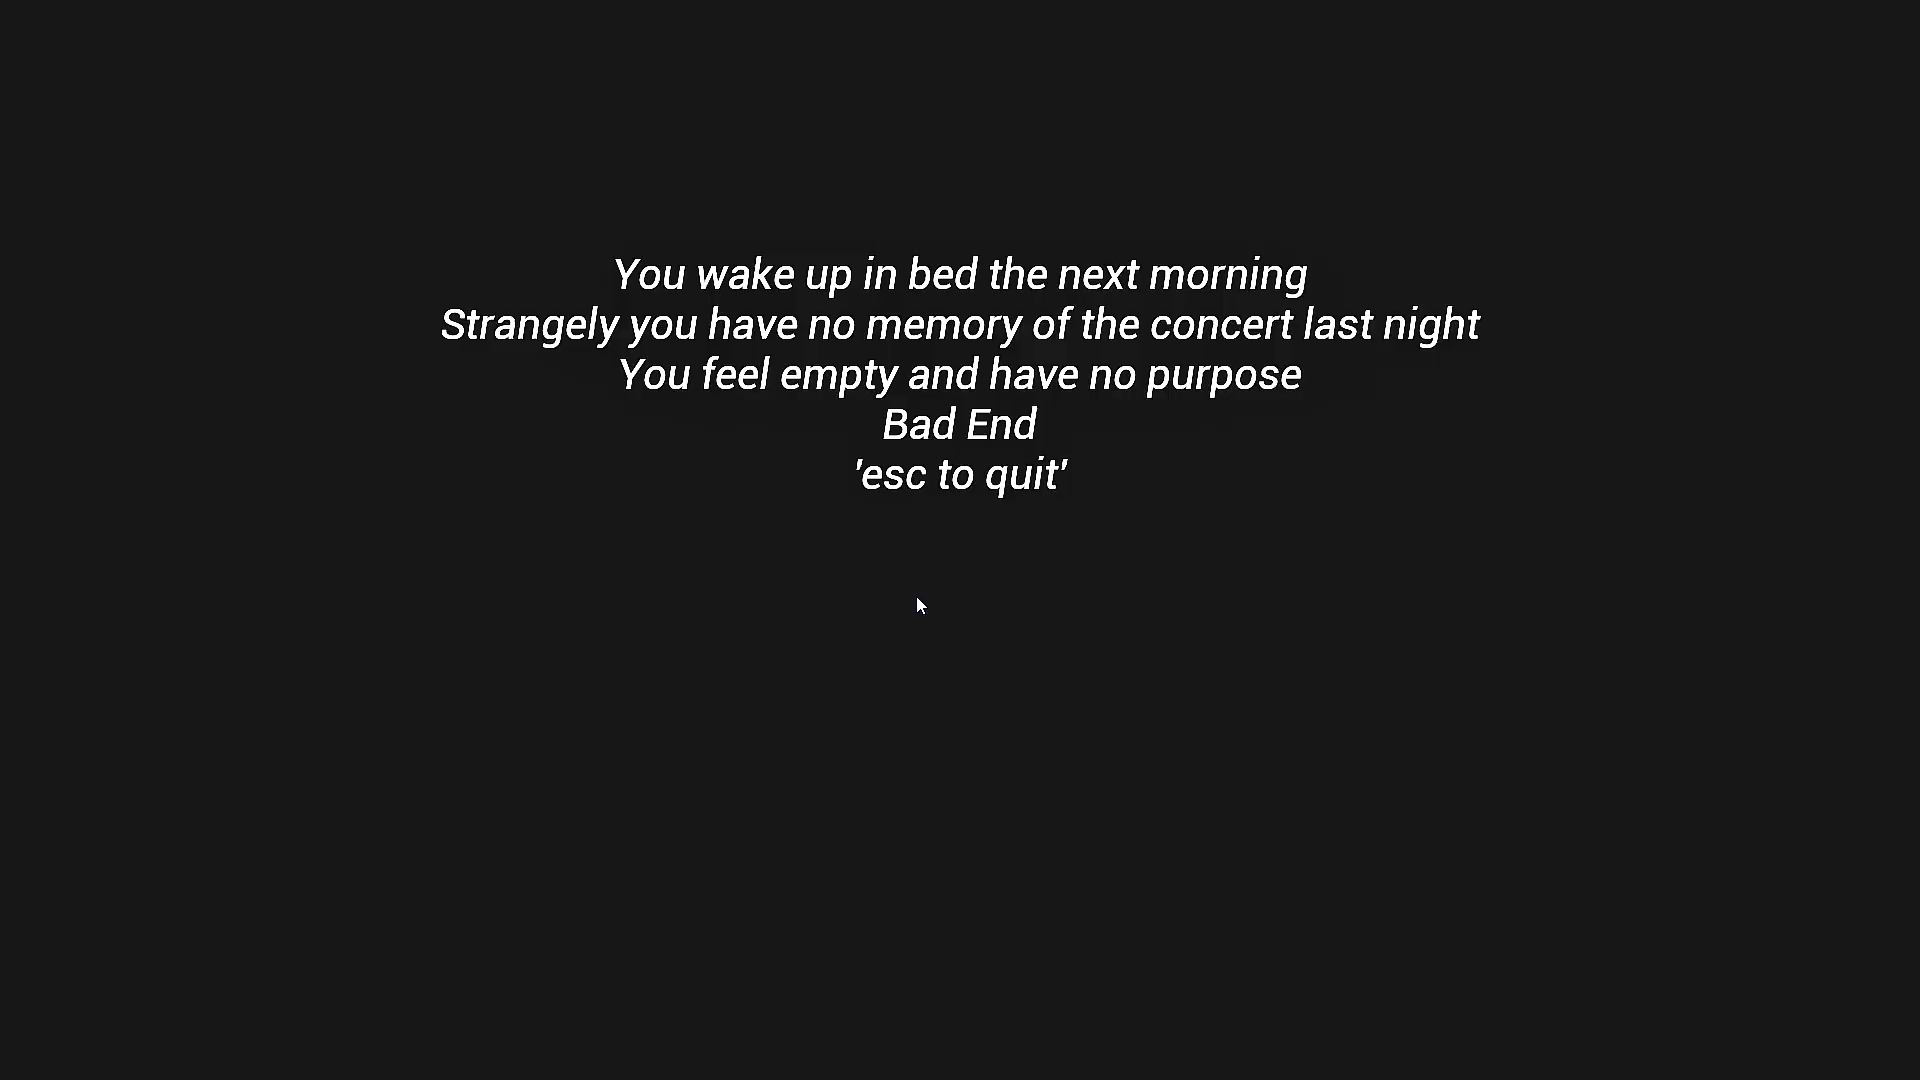 You wake up in bed the next morning
Strangely you have no memory of the concert last night
You feel empty and have no purpose
Bad End
'esc to quit'